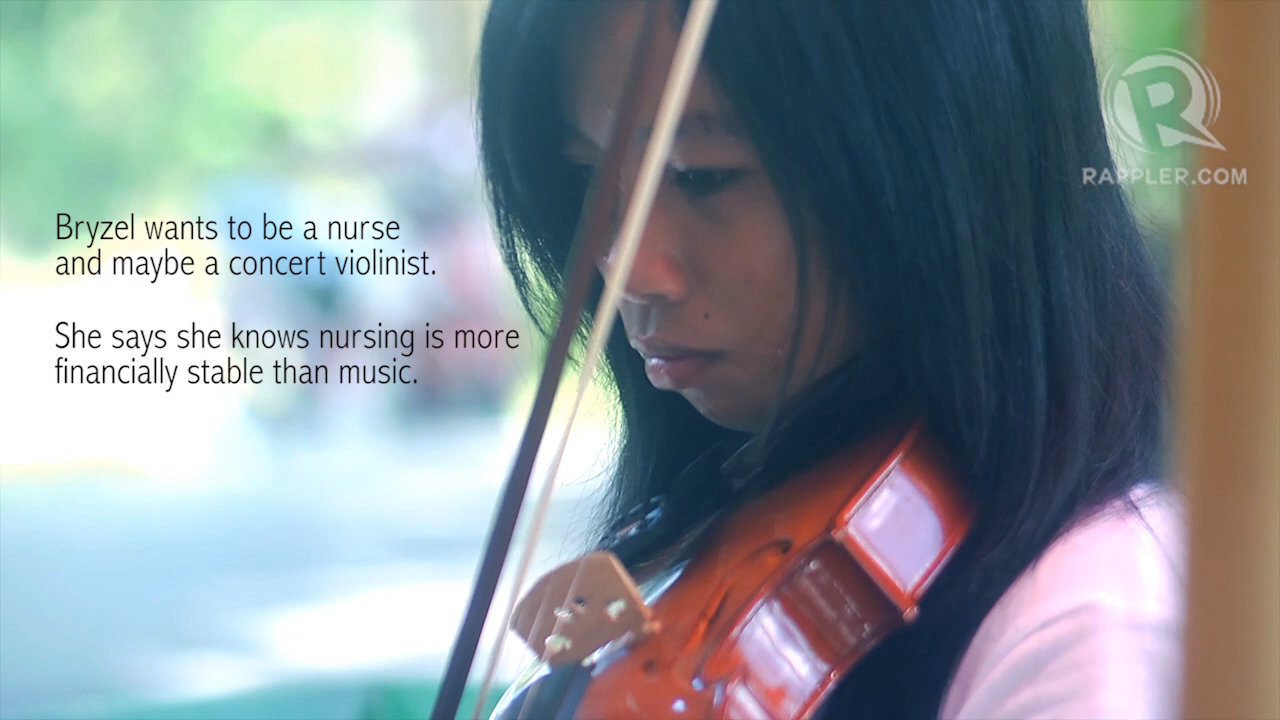 Bryzel wants to be a nurse
and maybe a concert violinist.
She says she knows nursing is more
financially stable than music.
R
RAPPLER.COM